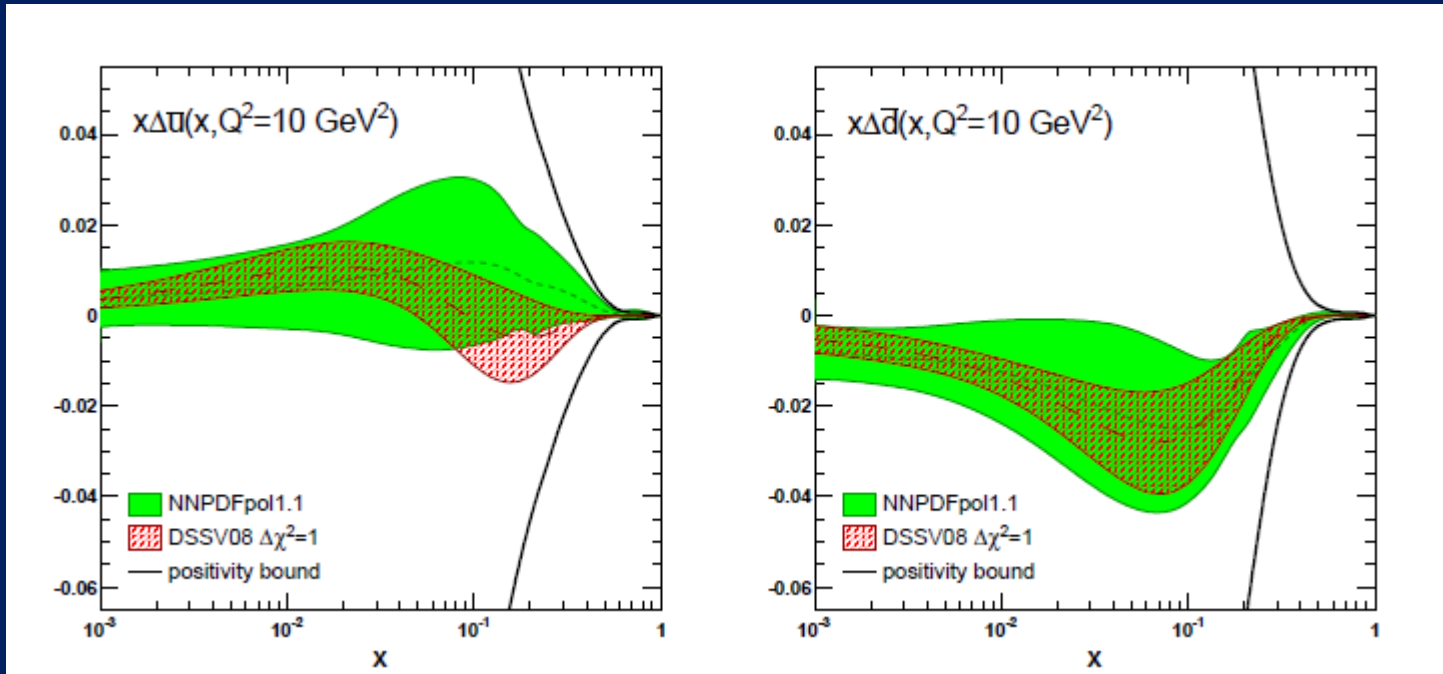 xΔu̅(x,Q²=10 GeV²)
0.04
0.02
0
-0.02
-0.04
-0.06
NNPDFpol1.1
DSSV08 Δχ²=1
positivity bound
10⁻³
10⁻²
10⁻¹
1
x
xΔd̅(x,Q²=10 GeV²)
0.04
0.02
0
-0.02
-0.04
-0.06
NNPDFpol1.1
DSSV08 Δχ²=1
positivity bound
10⁻³
10⁻²
10⁻¹
1
x